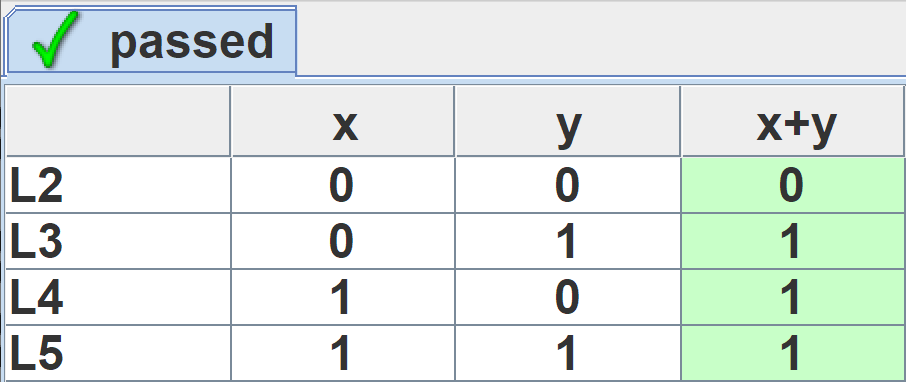 passed
x y x+y
L2 0 0 0
L3 0 1 1
L4 1 0 1
L5 1 1 1